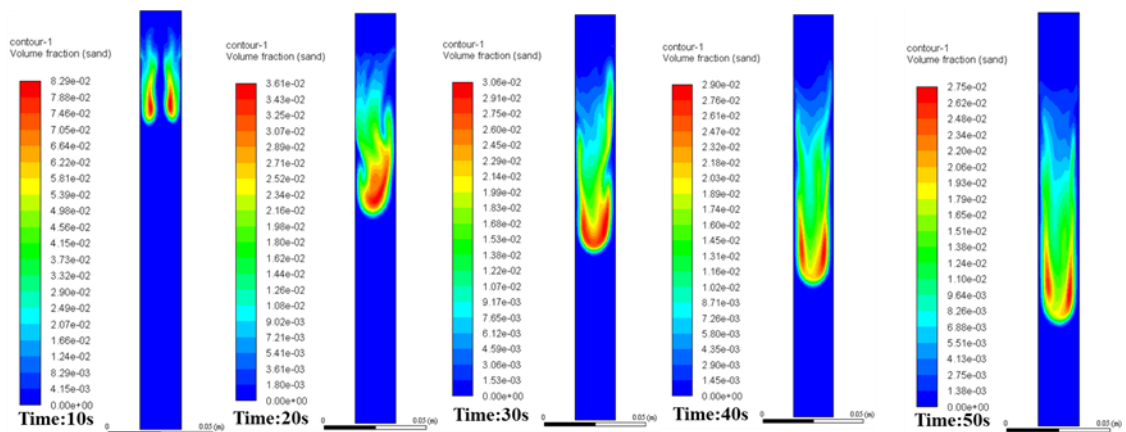 contour-1
Volume fraction (sand)
8.29e-02
7.88e-02
7.46e-02
7.05e-02
6.64e-02
6.22e-02
5.81e-02
5.39e-02
4.98e-02
4.56e-02
4.15e-02
3.73e-02
3.32e-02
2.90e-02
2.49e-02
2.07e-02
1.66e-02
1.24e-02
8.29e-03
4.15e-03
0.00e+00
Time:10s
0
0.05 (m)
contour-1
Volume fraction (sand)
3.61e-02
3.43e-02
3.25e-02
3.07e-02
2.89e-02
2.71e-02
2.52e-02
2.34e-02
2.16e-02
1.98e-02
1.80e-02
1.62e-02
1.44e-02
1.26e-02
1.08e-02
9.02e-03
7.21e-03
5.41e-03
3.61e-03
1.80e-03
0.00e+00
Time:20s
0
0.05 (m)
contour-1
Volume fraction (sand)
3.06e-02
2.91e-02
2.75e-02
2.60e-02
2.45e-02
2.29e-02
2.14e-02
1.99e-02
1.84e-02
1.68e-02
1.53e-02
1.38e-02
1.22e-02
1.07e-02
9.17e-03
7.65e-03
6.12e-03
4.59e-03
3.06e-03
1.53e-03
0.00e+00
Time:30s
0
0.05 (m)
contour-1
Volume fraction (sand)
2.90e-02
2.76e-02
2.61e-02
2.47e-02
2.32e-02
2.18e-02
2.03e-02
1.89e-02
1.74e-02
1.60e-02
1.45e-02
1.31e-02
1.16e-02
1.02e-02
8.71e-03
7.26e-03
5.80e-03
4.35e-03
2.90e-03
1.45e-03
0.00e+00
Time:40s
0
0.05 (m)
contour-1
Volume fraction (sand)
2.75e-02
2.62e-02
2.48e-02
2.34e-02
2.20e-02
2.06e-02
1.93e-02
1.79e-02
1.65e-02
1.51e-02
1.38e-02
1.24e-02
1.10e-02
9.64e-03
8.26e-03
6.88e-03
5.51e-03
4.13e-03
2.75e-03
1.38e-03
0.00e+00
Time:50s
0
0.05 (m)